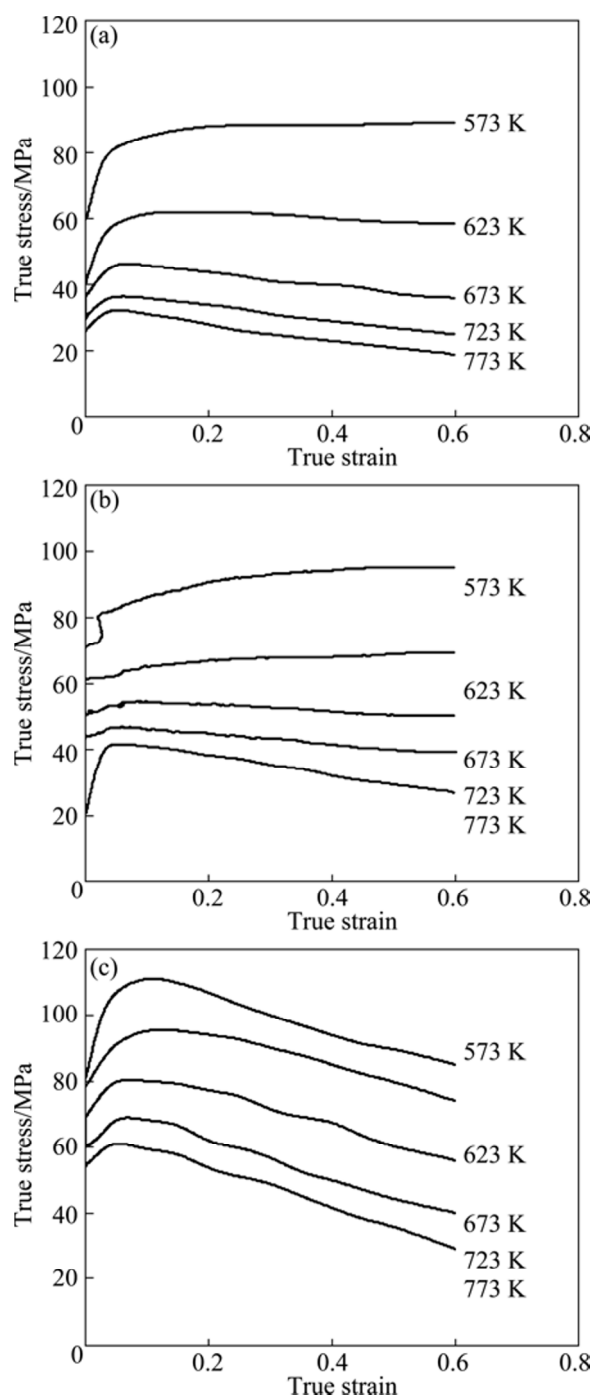 (a)
120
100
80
60
40
20
0
True stress/MPa
573 K
623 K
673 K
723 K
773 K
0.2
0.4
0.6
0.8
True strain
(b)
120
100
80
60
40
20
0
True stress/MPa
573 K
623 K
673 K
723 K
773 K
0.2
0.4
0.6
0.8
True strain
(c)
120
100
80
60
40
20
0
True stress/MPa
573 K
623 K
673 K
723 K
773 K
0.2
0.4
0.6
0.8
True strain